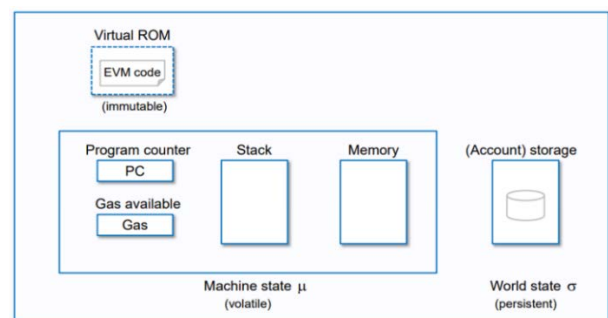 Virtual ROM
EVM code
(immutable)
Program counter
PC
Stack
Memory
(Account) storage
Gas available
Gas
Machine state μ
(volatile)
World state σ
(persistent)